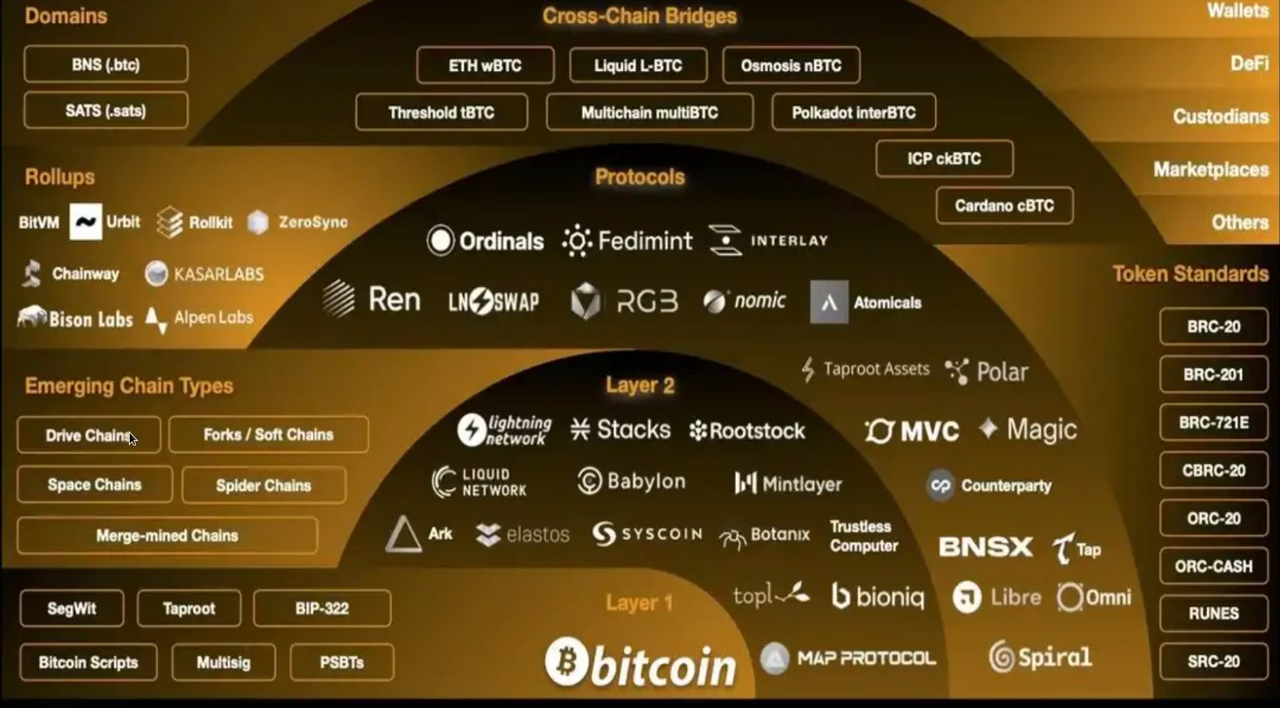 Domains
BNS (.btc)
SATS (.sats)
Cross-Chain Bridges
ETH wBTC
Liquid L-BTC
Osmosis nBTC
Threshold tBTC
Multichain multiBTC
Polkadot interBTC
ICP ckBTC
Cardano cBTC
Wallets
DeFi
Custodians
Marketplaces
Others
Rollups
BitVM
Urbit
Rollkit
ZeroSync
Chainway
KASARLABS
Bison Labs
Alpen Labs
Protocols
Ordinals
Fedimint
INTERLAY
Ren
LN SWAP
RGB
nomic
Atomicals
Taproot Assets
Polar
MVC
Magic
Counterparty
BNSX
Tap
Libre
Omni
Spiral
Token Standards
BRC-20
BRC-201
BRC-721E
CBRC-20
ORC-20
ORC-CASH
RUNES
SRC-20
Emerging Chain Types
Drive Chains
Forks / Soft Chains
Space Chains
Spider Chains
Merge-mined Chains
Layer 2
lightning
network
Stacks
Rootstock
LIQUID
NETWORK
Babylon
Mintlayer
Ark
elastos
SYSCOIN
Botanix
Trustless
Computer
topl
bioniq
MAP PROTOCOL
SegWit
Taproot
BIP-322
Bitcoin Scripts
Multisig
PSBTs
Layer 1
bitcoin